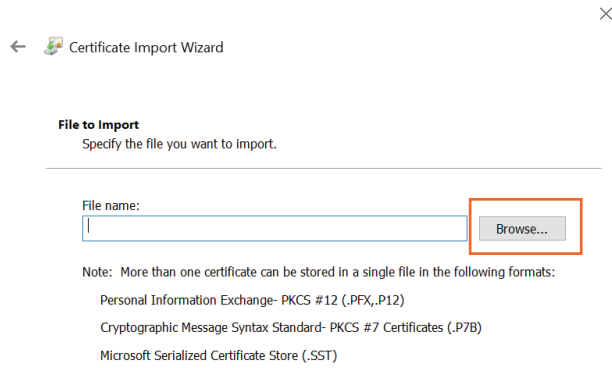 Certificate Import Wizard
File to Import
Specify the file you want to import.
File name:
Browse...
Note:  More than one certificate can be stored in a single file in the following formats:
Personal Information Exchange- PKCS #12 (.PFX,.P12)
Cryptographic Message Syntax Standard- PKCS #7 Certificates (.P7B)
Microsoft Serialized Certificate Store (.SST)